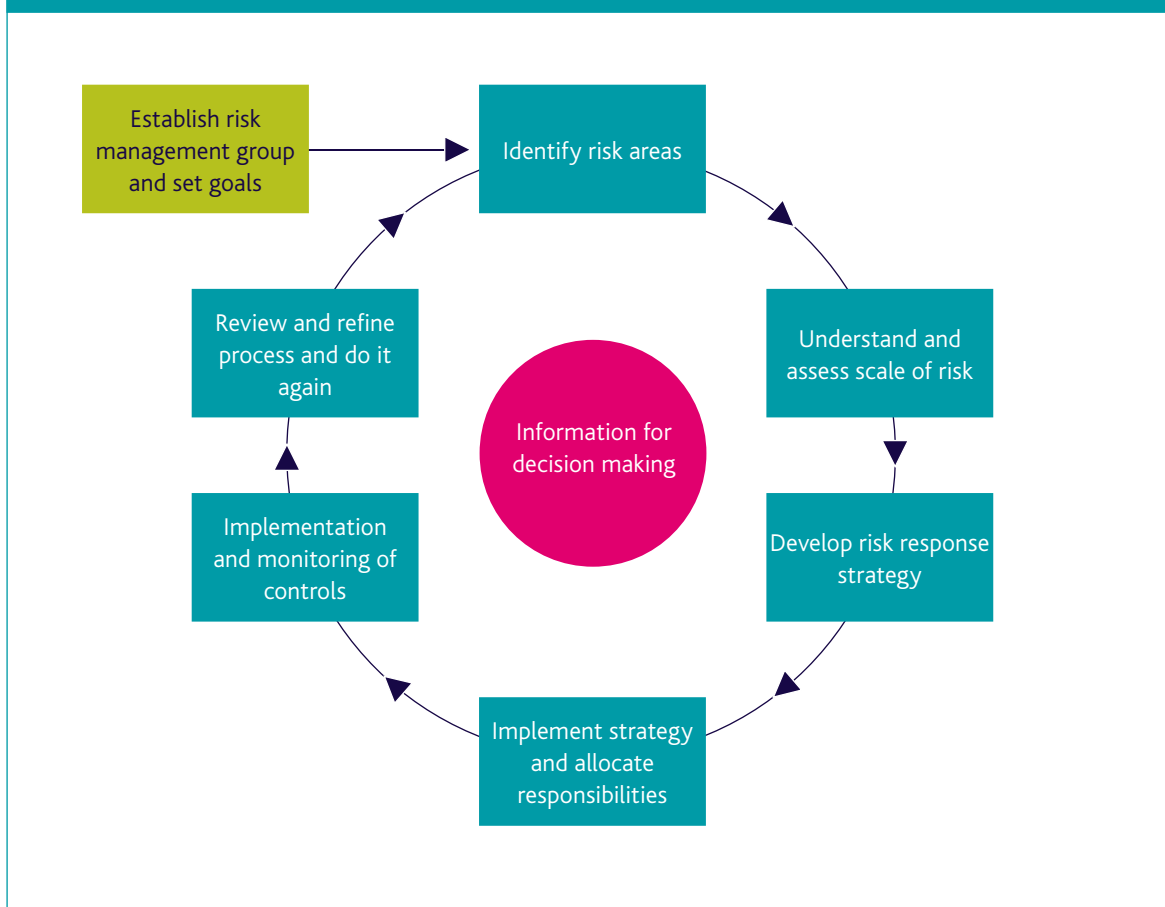 Establish risk
management group
and set goals
Identify risk areas
Understand and
assess scale of risk
Develop risk response
strategy
Implement strategy
and allocate
responsibilities
Implementation
and monitoring of
controls
Review and refine
process and do it
again
Information for
decision making